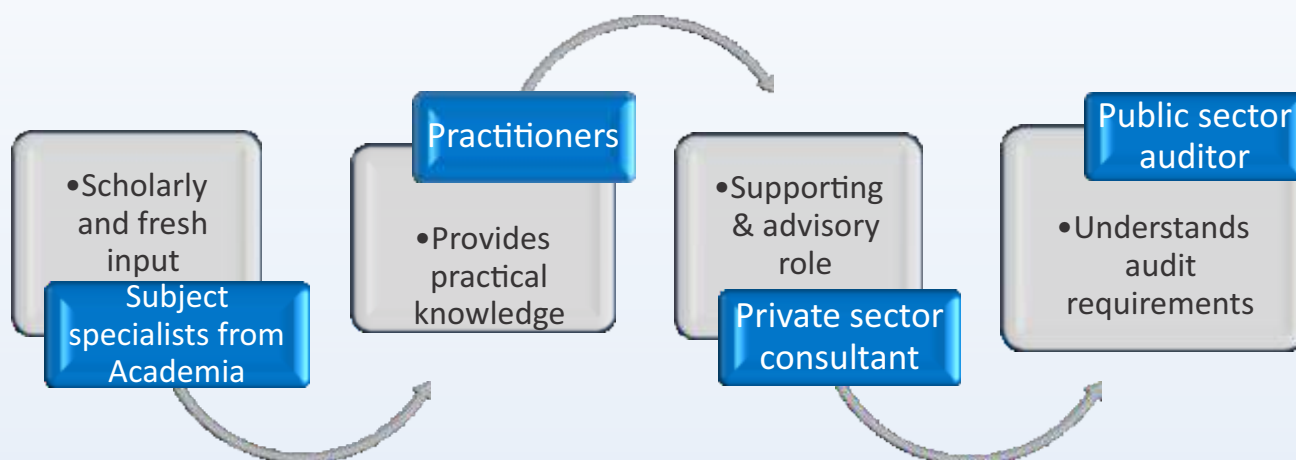 •Scholarly
and fresh
input
Subject
specialists from
Academia
Practitioners
•Provides
practical
knowledge
•Supporting
& advisory
role
Private sector
consultant
Public sector
auditor
•Understands
audit
requirements